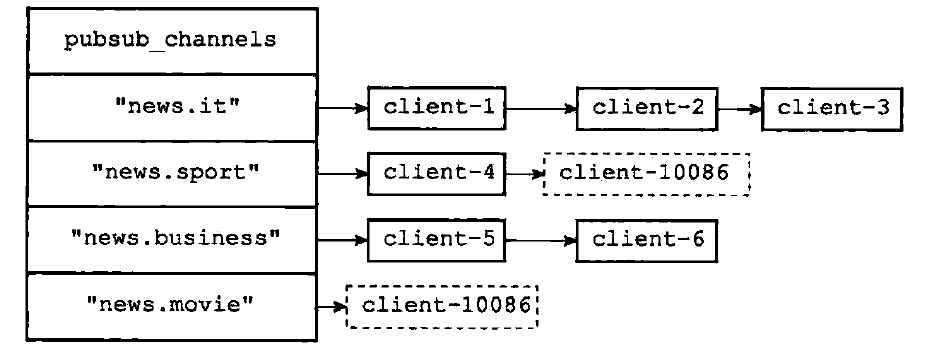 pubsub_channels
"news.it" client-1 client-2 client-3
"news.sport" client-4 client-10086
"news.business" client-5 client-6
"news.movie" client-10086